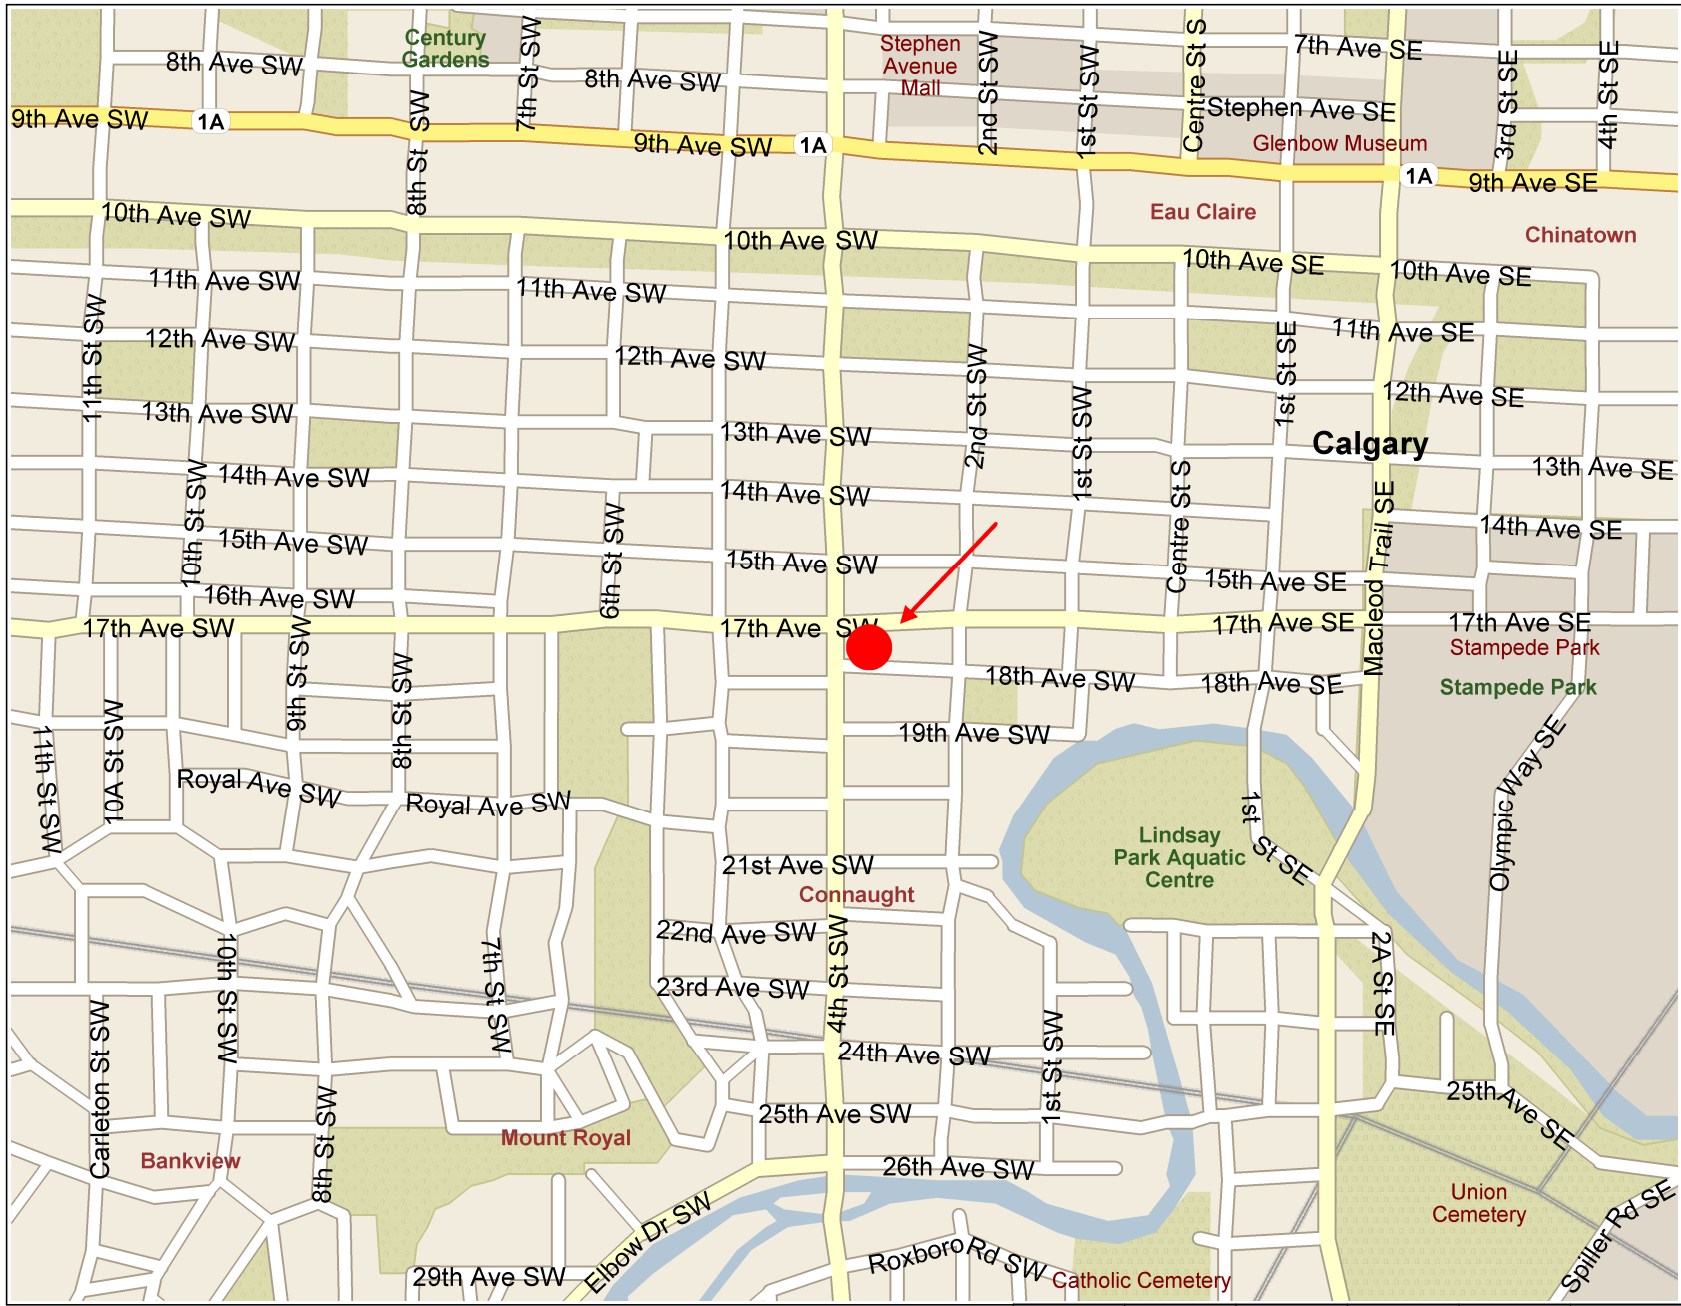 Century
Gardens
7th St SW
Stephen
Avenue
Mall
2nd St SW
1st St SW
Centre St S
7th Ave SE
3rd St SE
4th St SE
8th Ave SW
8th Ave SW
Stephen Ave SE
9th Ave SW
1A
8th St SW
9th Ave SW
1A
Glenbow Museum
1A
9th Ave SE
10th Ave SW
10th Ave SW
Eau Claire
Chinatown
10th Ave SE
10th Ave SE
11th Ave SW
11th Ave SW
11th Ave SE
11th St SW
12th Ave SW
12th Ave SW
2nd St SW
1st St SW
1st St SE
12th Ave SE
13th Ave SW
13th Ave SW
Calgary
13th Ave SE
14th Ave SW
14th Ave SW
14th Ave SE
10th St SW
15th Ave SW
6th St SW
15th Ave SW
Centre St S
15th Ave SE
Macleod Trail SE
16th Ave SW
17th Ave SW
17th Ave SW
17th Ave SE
17th Ave SE
Stampede Park
Stampede Park
9th St SW
8th St SW
18th Ave SW
18th Ave SE
11th St SW
10A St SW
19th Ave SW
Olympic Way SE
Royal Ave SW
Royal Ave SW
1st St SE
Lindsay
Park Aquatic
Centre
21st Ave SW
Connaught
22nd Ave SW
4th St SW
10th St SW
7th St SW
2A St SE
23rd Ave SW
Carleton St SW
24th Ave SW
1st St SW
25th Ave SW
25th Ave SE
8th St SW
Mount Royal
Bankview
26th Ave SW
Union
Cemetery
Elbow Dr SW
Roxboro Rd SW
Spiller Rd SE
29th Ave SW
Catholic Cemetery